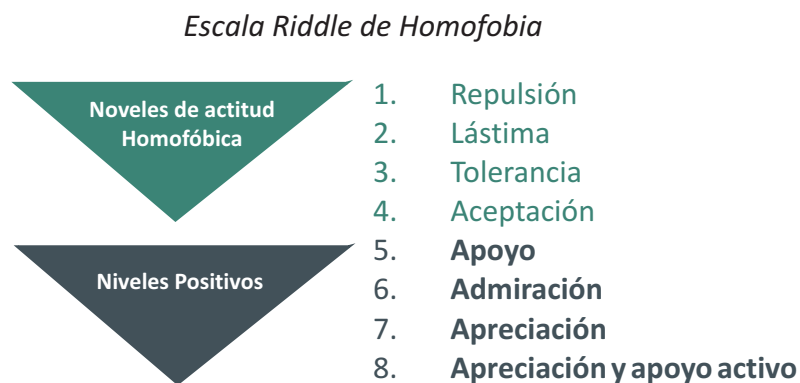 Escala Riddle de Homofobia
Noveles de actitud
Homofóbica
1. Repulsión
2. Lástima
3. Tolerancia
4. Aceptación
Niveles Positivos
5. Apoyo
6. Admiración
7. Apreciación
8. Apreciación y apoyo activo